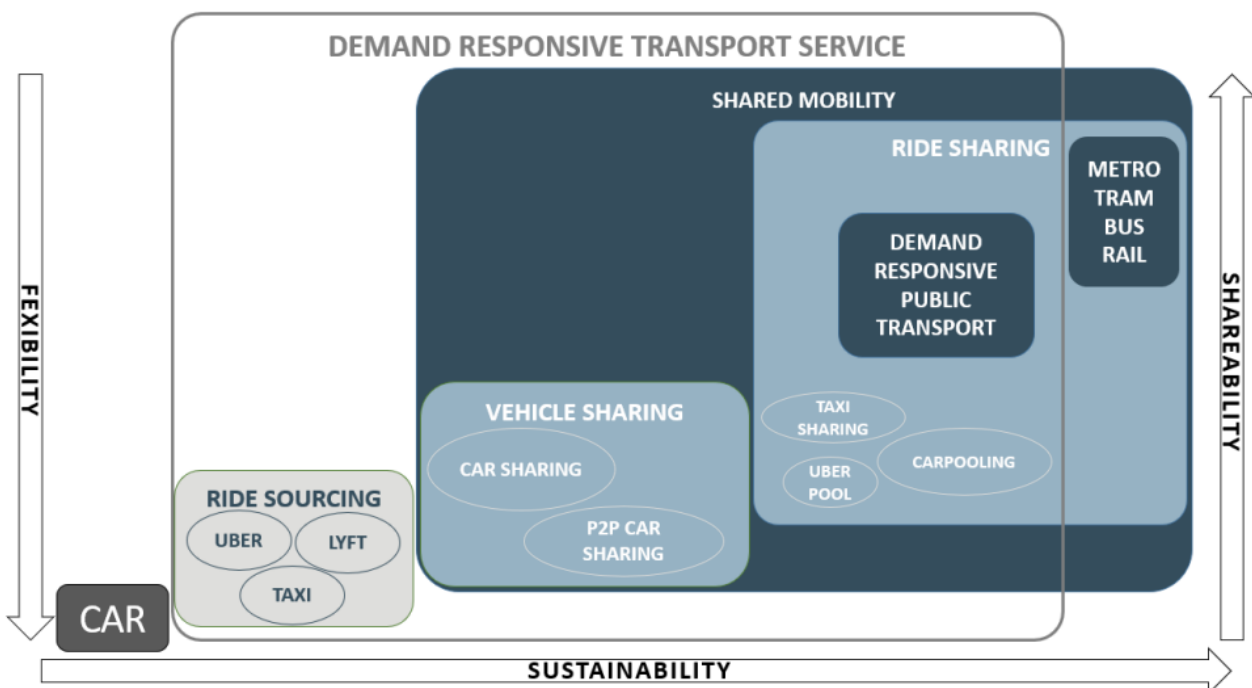 DEMAND RESPONSIVE TRANSPORT SERVICE
SHARED MOBILITY
RIDE SHARING
METRO
TRAM
BUS
RAIL
DEMAND
RESPONSIVE
PUBLIC
TRANSPORT
FEXIBILITY
SHAREABILITY
VEHICLE SHARING
CAR SHARING
P2P CAR
SHARING
TAXI
SHARING
CARPOOLING
UBER
POOL
RIDE SOURCING
UBER
LYFT
TAXI
CAR
SUSTAINABILITY